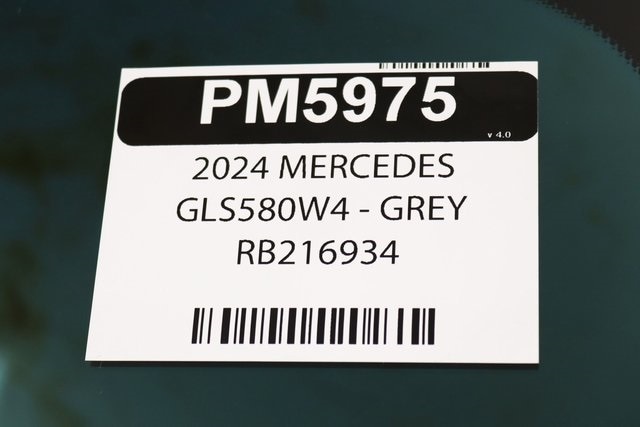 PM5975
v 4.0
2024 MERCEDES
GLS580W4 - GREY
RB216934